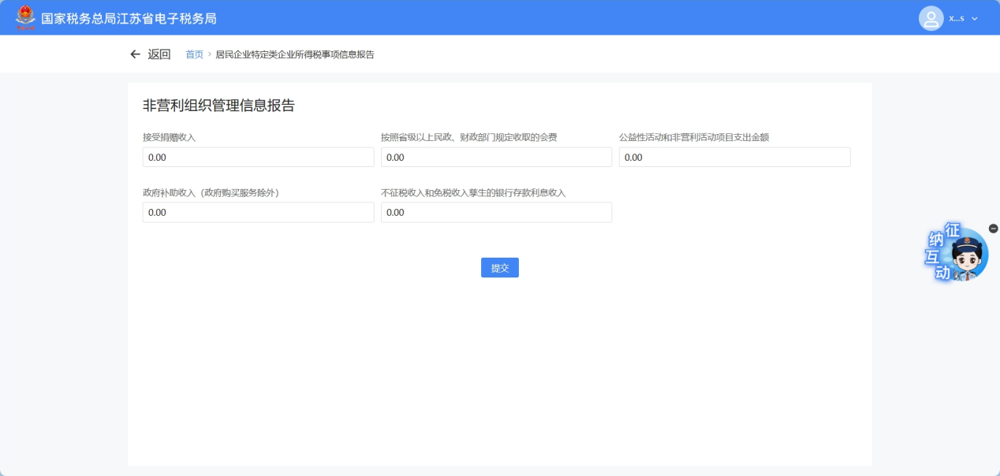 国家税务总局江苏省电子税务局
x...s
返回 首页 > 居民企业特定类企业所得税事项信息报告
非营利组织管理信息报告
接受捐赠收入 按照省级以上民政、财政部门规定收取的会费 公益性活动和非营利活动项目支出金额
0.00 0.00 0.00
政府补助收入（政府购买服务除外） 不征税收入和免税收入孳生的银行存款利息收入
0.00 0.00
提交
征纳互动